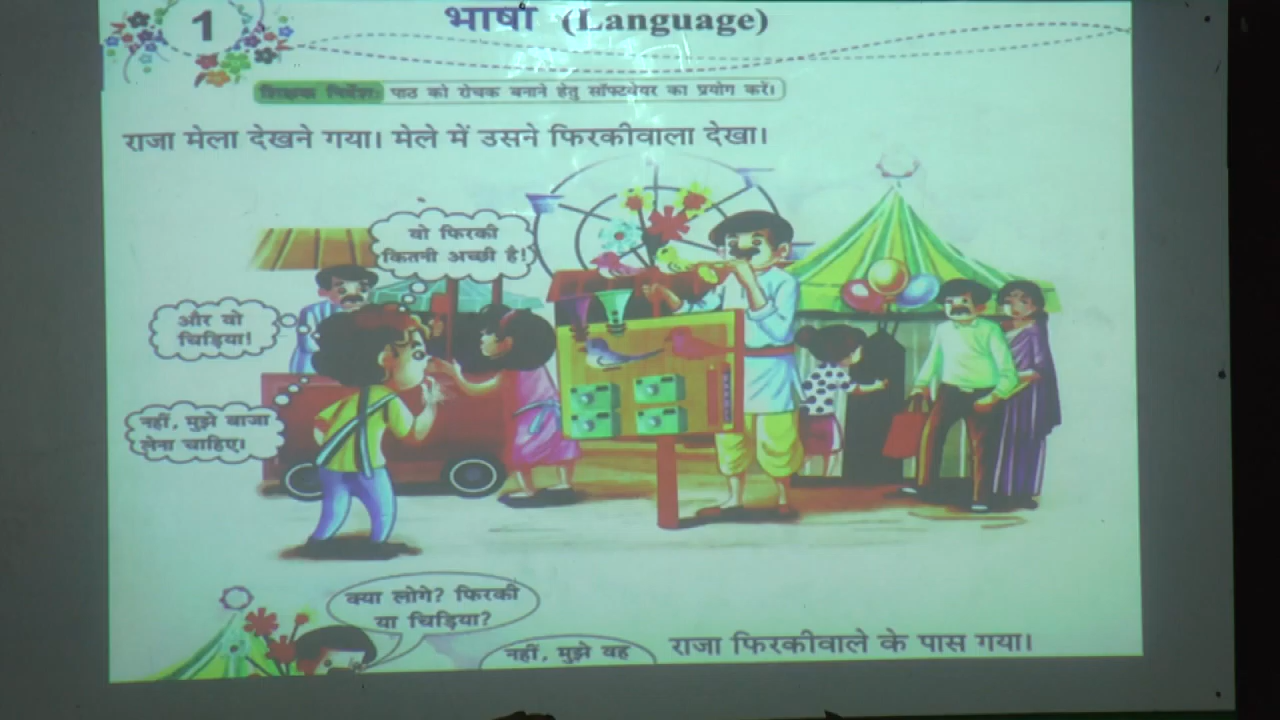 1
भाषा (Language)
शिक्षक निर्देश: पाठ को रोचक बनाने हेतु सॉफ्टवेयर का प्रयोग करें।
राजा मेला देखने गया। मेले में उसने फिरकीवाला देखा।
वो फिरकी
कितनी अच्छी है!
और वो
चिड़िया!
नहीं, मुझे बाजा
लेना चाहिए।
क्या लोगे? फिरकी
या चिड़िया?
नहीं, मुझे वह
राजा फिरकीवाले के पास गया।